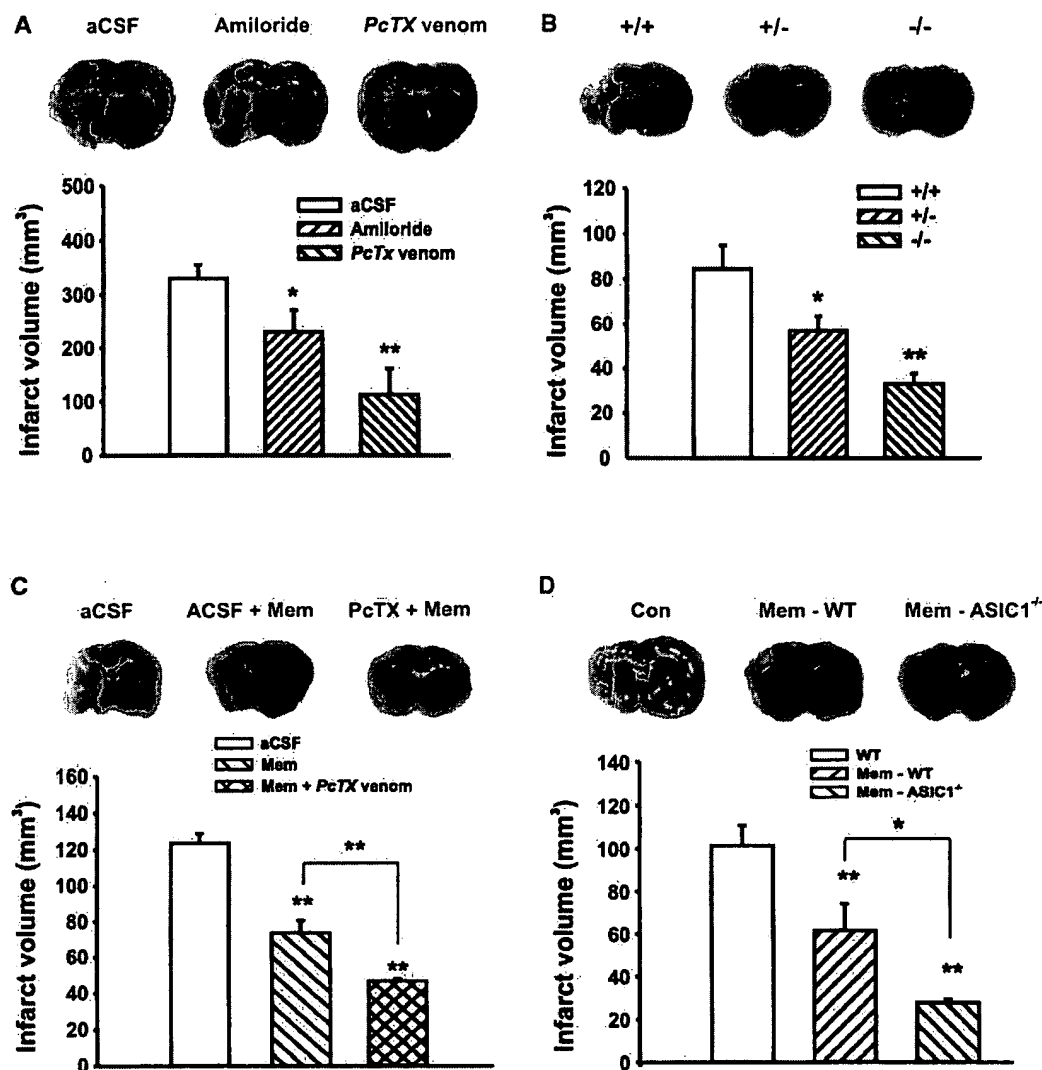 A
aCSF Amiloride PcTX venom
500
400
300
200
100
0
Infarct volume (mm³)
aCSF
Amiloride
PcTx venom
*
**
B
+/+ +/- -/-
120
100
80
60
40
20
0
Infarct volume (mm³)
+/+
+/-
-/-
*
**
C
aCSF ACSF + Mem PcTX + Mem
160
140
120
100
80
60
40
20
0
Infarct volume (mm³)
aCSF
Mem
Mem + PcTX venom
**
**
**
D
Con Mem - WT Mem - ASIC1-/-
140
120
100
80
60
40
20
0
Infarct volume (mm³)
WT
Mem - WT
Mem - ASIC1-/-
*
**
**